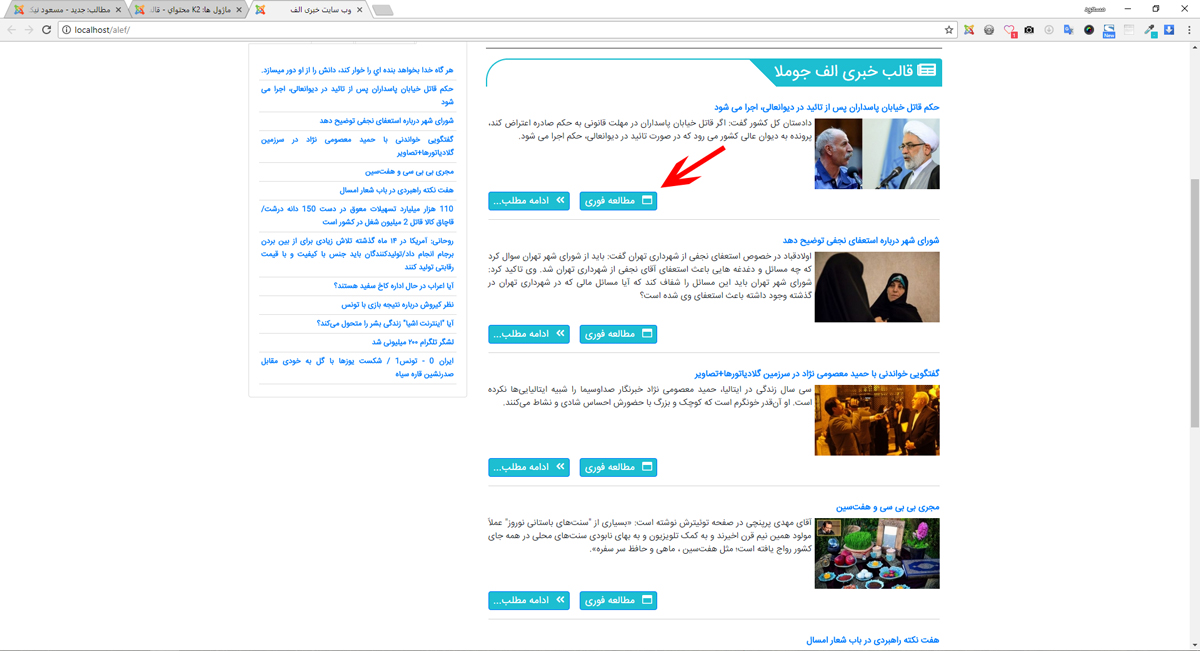 مطالب: جدید - مسعود نیک
ماژول ها: K2 محتوای - قالب
وب سایت خبری الف
localhost/alef/
New
قالب خبری الف جوملا
حکم قاتل خیابان پاسداران پس از تائید در دیوانعالی، اجرا می شود
دادستان کل کشور گفت: اگر قاتل خیابان پاسداران در مهلت قانونی به حکم صادره اعتراض کند،
پرونده به دیوان عالی کشور می رود که در صورت تائید در دیوانعالی، حکم اجرا می شود.
مطالعه فوری
ادامه مطلب...
شورای شهر درباره استعفای نجفی توضیح دهد
اولادقباد در خصوص استعفای نجفی از شهرداری تهران گفت: باید از شورای شهر تهران سوال کرد
که چه مسائل و دغدغه هایی باعث استعفای آقای نجفی از شهرداری تهران شد. وی تاکید کرد:
شورای شهر تهران باید این مسائل را شفاف کند که آیا مسائل مالی که در شهرداری تهران در
گذشته وجود داشته باعث استعفای وی شده است؟
مطالعه فوری
ادامه مطلب...
گفتگویی خواندنی با حمید معصومی نژاد در سرزمین گلادیاتورها+تصاویر
سی سال زندگی در ایتالیا، حمید معصومی نژاد خبرنگار صداوسیما را شبیه ایتالیایی‌ها نکرده
است. او آن‌قدر خونگرم است که کوچک و بزرگ با حضورش احساس شادی و نشاط می‌کنند.
مطالعه فوری
ادامه مطلب...
مجری بی بی سی و هفت‌سین
آقای مهدی پرپنچی در صفحه توئیترش نوشته است: «بسیاری از "سنت‌های باستانی نوروز" عملاً
مولود همین نیم قرن اخیرند و به کمک تلویزیون و به بهای نابودی سنت‌های محلی در همه جای
کشور رواج یافته است؛ مثل هفت‌سین ، ماهی و حافظ سر سفره».
مطالعه فوری
ادامه مطلب...
هفت نکته راهبردی در باب شعار امسال
هر گاه خدا بخواهد بنده اي را خوار کند، دانش را از او دور میسازد.
حکم قاتل خیابان پاسداران پس از تائید در دیوانعالی، اجرا می
شود
شورای شهر درباره استعفای نجفی توضیح دهد
گفتگویی خواندنی با حمید معصومی نژاد در سرزمین
گلادیاتورها+تصاویر
مجری بی بی سی و هفت‌سین
هفت نکته راهبردی در باب شعار امسال
110 هزار میلیارد تسهیلات معوق در دست 150 دانه درشت/
قاچاق کالا قاتل 2 میلیون شغل در کشور است
روحانی: آمریکا در ۱۴ ماه گذشته تلاش زیادی برای از بین بردن
برجام انجام داد/تولیدکنندگان باید جنس با کیفیت و با قیمت
رقابتی تولید کنند
آیا اعراب در حال اداره کاخ سفید هستند؟
نظر کیروش درباره نتیجه بازی با تونس
آیا "اینترنت اشیا" زندگی بشر را متحول می‌کند؟
لشگر تلگرام ۲۰۰ میلیونی شد
ایران 0 - تونس1 / شکست یوزها با گل به خودی مقابل
صدرنشین قاره سیاه